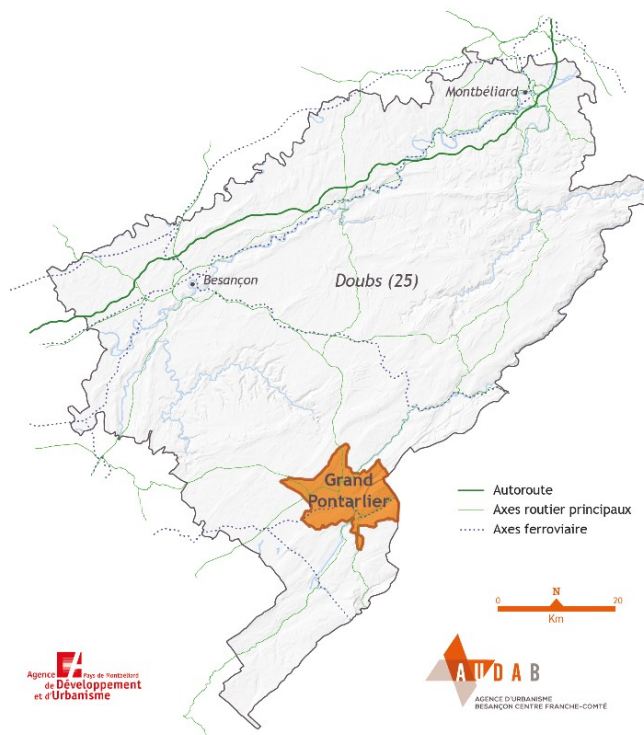 Montbéliard
Besançon
Doubs (25)
Grand
Pontarlier
Autoroute
Axes routier principaux
Axes ferroviaire
N
0 20
Km
Agence Pays de Montbéliard
de Développement
et d'Urbanisme
AUDAB
AGENCE D'URBANISME
BESANÇON CENTRE FRANCHE-COMTÉ